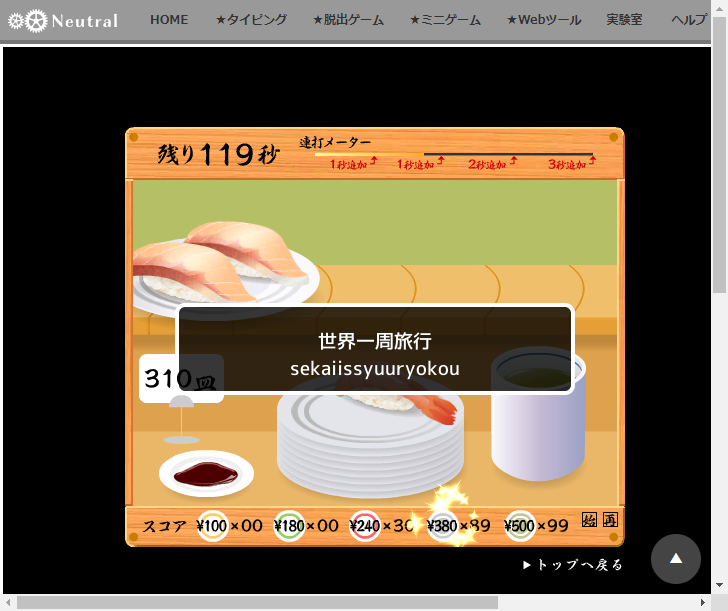 Neutral HOME ★タイピング ★脱出ゲーム ★ミニゲーム ★Webツール 実験室 ヘルプ
残り119秒 連打メーター
1秒追加 1秒追加 2秒追加 3秒追加
世界一周旅行
sekaiissyuuryokou
310皿
スコア ¥100×00 ¥180×00 ¥240×30 ¥380×89 ¥500×99 始 再
▶トップへ戻る
▲